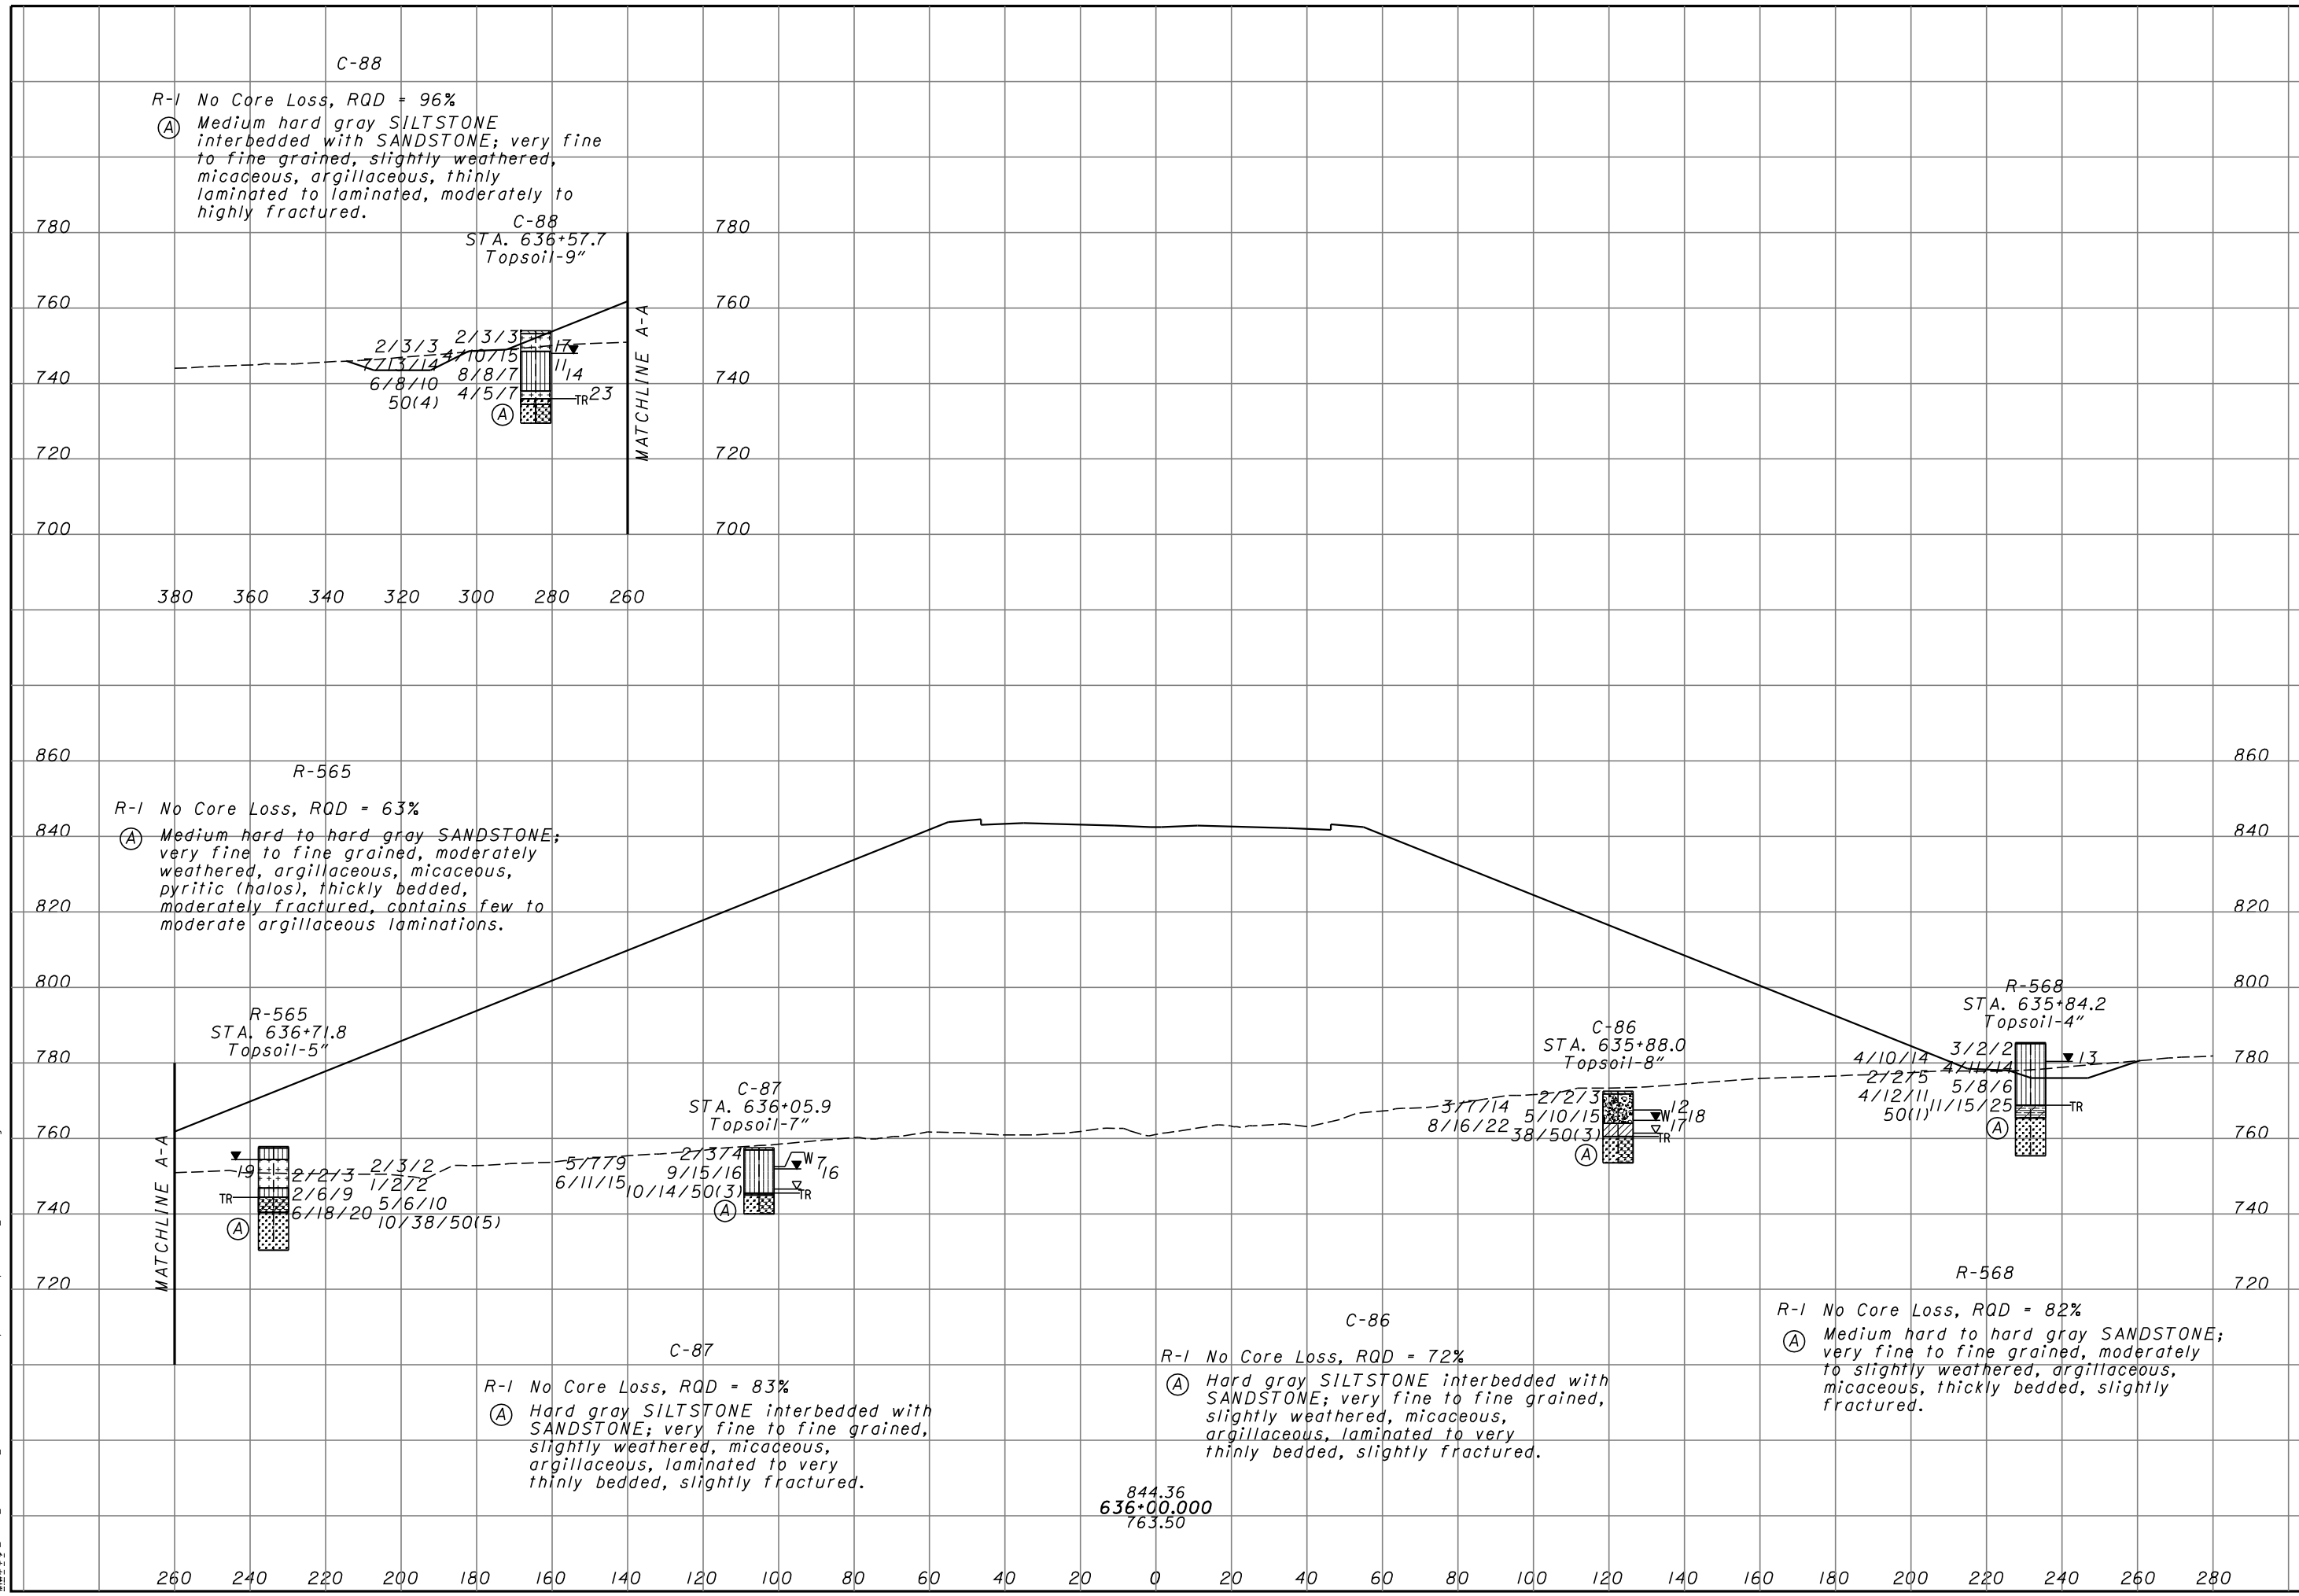 C-88
R-1 No Core Loss, RQD = 96%
A Medium hard gray SILTSTONE
interbedded with SANDSTONE; very fine
to fine grained, slightly weathered,
micaceous, argillaceous, thinly
laminated to laminated, moderately to
highly fractured.
C-88
STA. 636+57.7
Topsoil-9"
780 780
760 760
740 740
720 720
700 700
2/3/3
7/13/14
6/8/10
50(4)
2/3/3
4/10/15
8/8/7
4/5/7
A
17
11
14
TR 23
MATCHLINE A-A
380 360 340 320 300 280 260
860 860
840 840
820 820
800 800
780 780
760 760
740 740
720 720
R-565
R-1 No Core Loss, RQD = 63%
A Medium hard to hard gray SANDSTONE;
very fine to fine grained, moderately
weathered, argillaceous, micaceous,
pyritic (halos), thickly bedded,
moderately fractured, contains few to
moderate argillaceous laminations.
R-565
STA. 636+71.8
Topsoil-5"
MATCHLINE A-A
19
TR
A
2/2/3
2/6/9
6/18/20
2/3/2
1/2/2
5/6/10
10/38/50(5)
C-87
STA. 636+05.9
Topsoil-7"
5/7/9
6/11/15
2/3/4
9/15/16
10/14/50(3)
A
W 7
16
TR
C-86
STA. 635+88.0
Topsoil-8"
3/7/14
8/16/22
2/2/3
5/10/15
38/50(3)
A
12
W 18
17
TR
R-568
STA. 635+84.2
Topsoil-4"
4/10/14
2/2/5
4/12/11
50(1)
3/2/2
4/11/14
5/8/6
11/15/25
A
13
TR
R-568
R-1 No Core Loss, RQD = 82%
A Medium hard to hard gray SANDSTONE;
very fine to fine grained, moderately
to slightly weathered, argillaceous,
micaceous, thickly bedded, slightly
fractured.
C-86
R-1 No Core Loss, RQD = 72%
A Hard gray SILTSTONE interbedded with
SANDSTONE; very fine to fine grained,
slightly weathered, micaceous,
argillaceous, laminated to very
thinly bedded, slightly fractured.
C-87
R-1 No Core Loss, RQD = 83%
A Hard gray SILTSTONE interbedded with
SANDSTONE; very fine to fine grained,
slightly weathered, micaceous,
argillaceous, laminated to very
thinly bedded, slightly fractured.
844.36
636+00.000
763.50
260 240 220 200 180 160 140 120 100 80 60 40 20 0 20 40 60 80 100 120 140 160 180 200 220 240 260 280